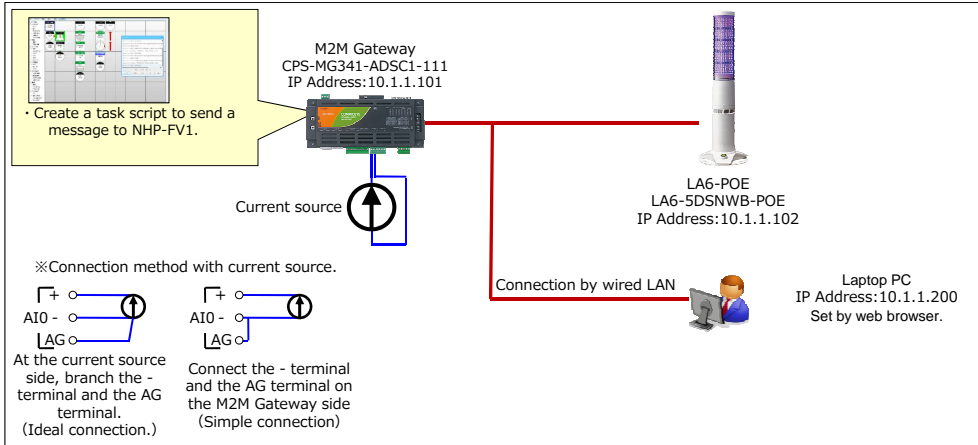 ・Create a task script to send a
message to NHP-FV1.
M2M Gateway
CPS-MG341-ADSC1-111
IP Address:10.1.1.101
LA6-POE
LA6-5DSNWB-POE
IP Address:10.1.1.102
Current source
※Connection method with current source.
+
AI0 -
AG
At the current source
side, branch the -
terminal and the AG
terminal.
(Ideal connection.)
+
AI0 -
AG
Connect the - terminal
and the AG terminal on
the M2M Gateway side
(Simple connection)
Connection by wired LAN
Laptop PC
IP Address:10.1.1.200
Set by web browser.